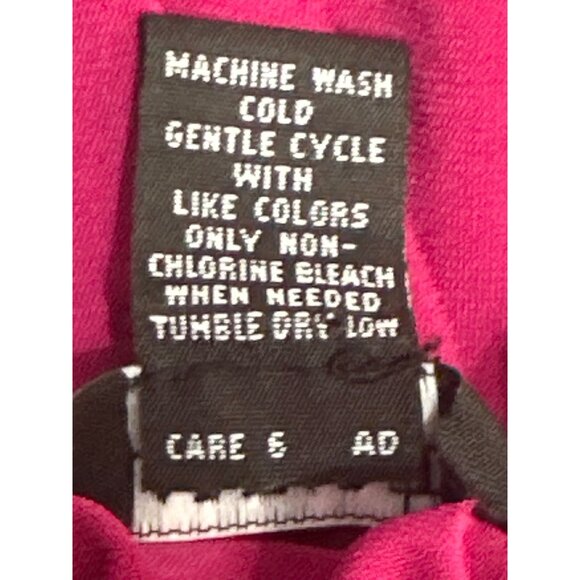 MACHINE WASH
COLD
GENTLE CYCLE
WITH
LIKE COLORS
ONLY NON-
CHLORINE BLEACH
WHEN NEEDED
TUMBLE DRY LOW
CARE 6 AD